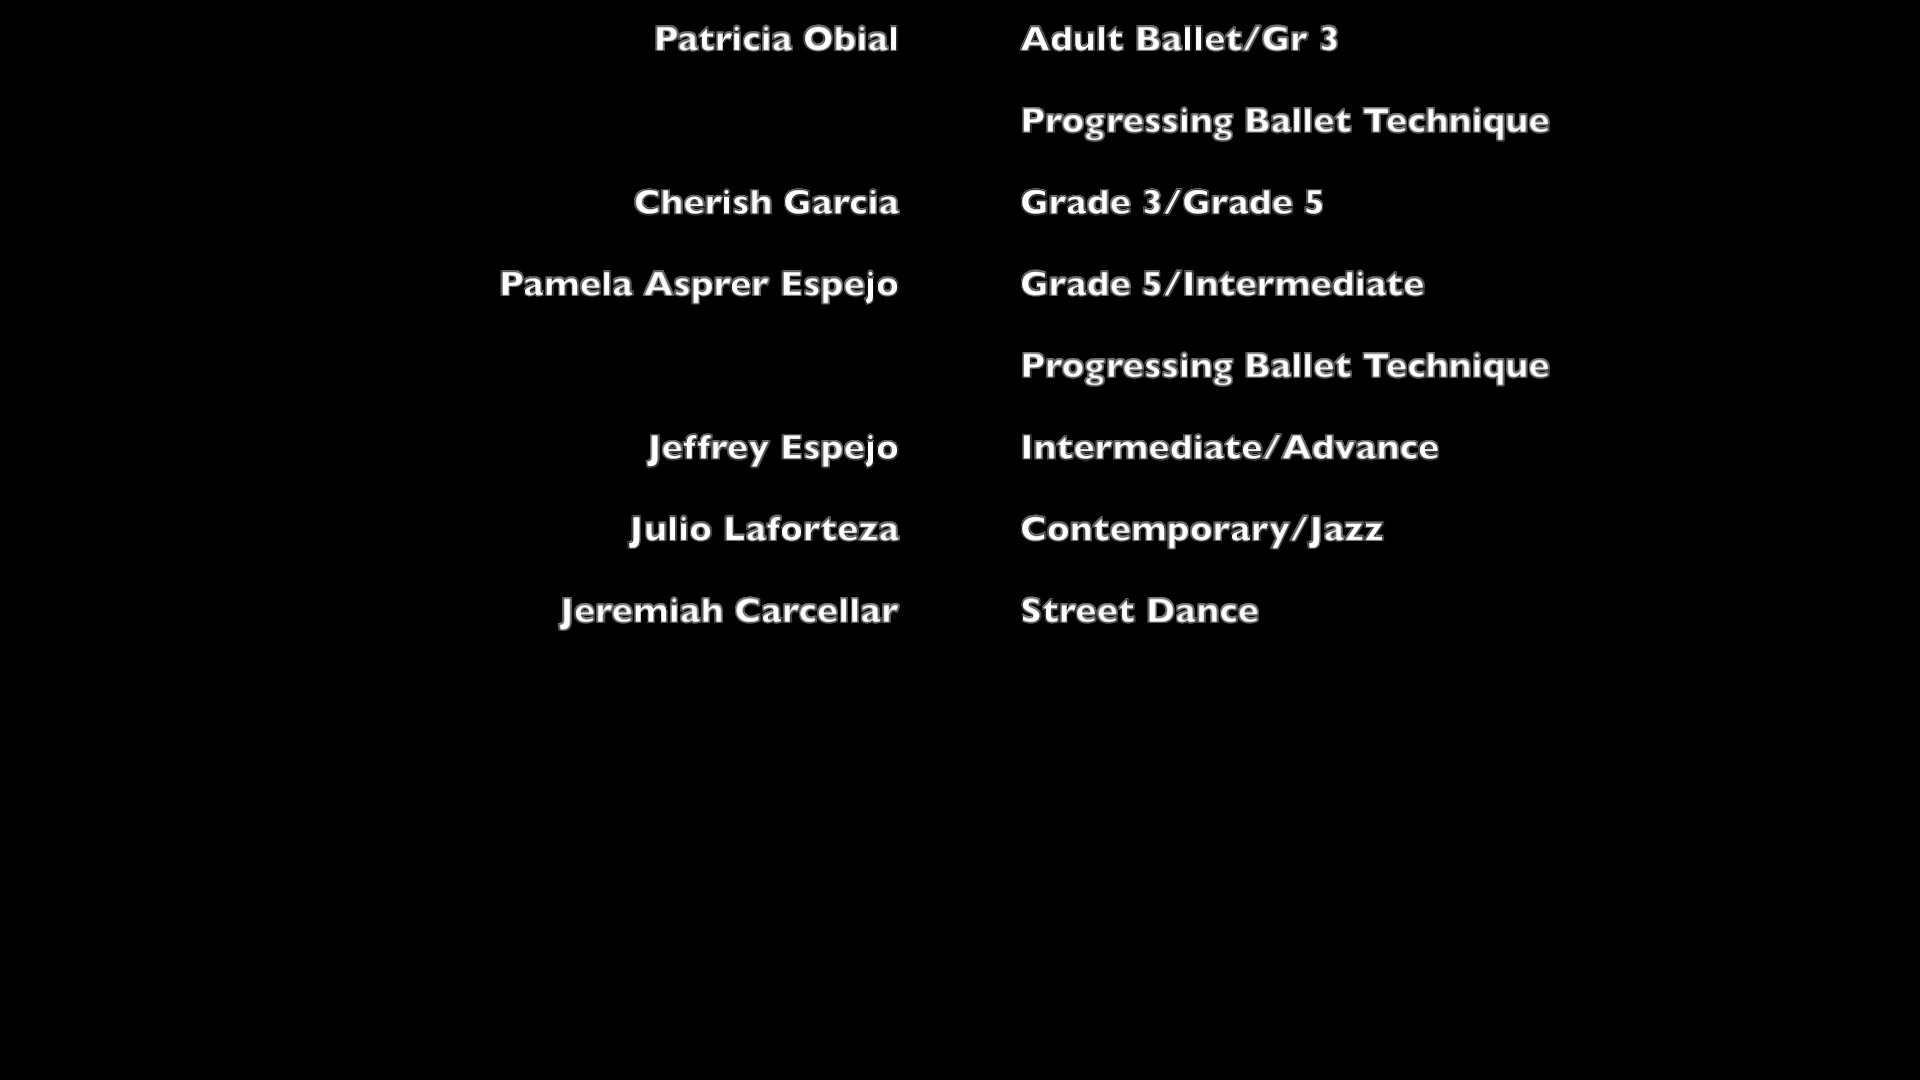 Patricia Obial Adult Ballet/Gr 3
Progressing Ballet Technique
Cherish Garcia Grade 3/Grade 5
Pamela Asprer Espejo Grade 5/Intermediate
Progressing Ballet Technique
Jeffrey Espejo Intermediate/Advance
Julio Laforteza Contemporary/Jazz
Jeremiah Carcellar Street Dance